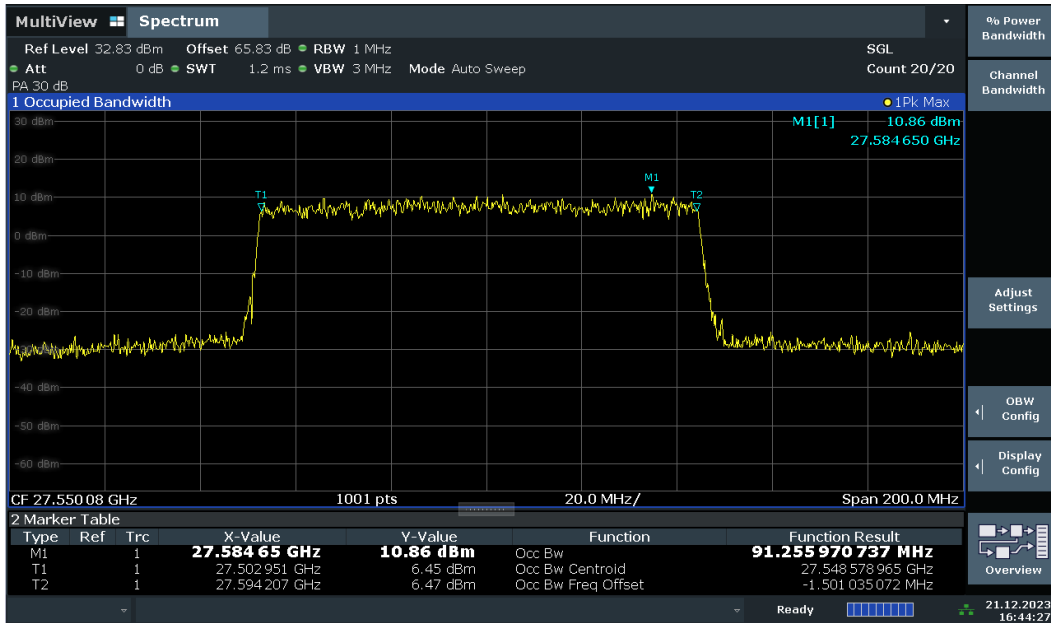 MultiView Spectrum
Ref Level 32.83 dBm Offset 65.83 dB RBW 1 MHz SGL
Att 0 dB SWT 1.2 ms VBW 3 MHz Mode Auto Sweep Count 20/20
PA 30 dB
1 Occupied Bandwidth 1Pk Max
30 dBm M1[1] 10.86 dBm
27.584 650 GHz
20 dBm
M1
T1 T2
10 dBm
0 dBm
-10 dBm
-20 dBm
-40 dBm
-50 dBm
-60 dBm
CF 27.550 08 GHz 1001 pts 20.0 MHz/ Span 200.0 MHz
2 Marker Table
Type Ref Trc X-Value Y-Value Function Function Result
M1 1 27.584 65 GHz 10.86 dBm Occ Bw 91.255 970 737 MHz
T1 1 27.502 951 GHz 6.45 dBm Occ Bw Centroid 27.548 578 965 GHz
T2 1 27.594 207 GHz 6.47 dBm Occ Bw Freq Offset -1.501 035 072 MHz
Ready 21.12.2023
16:44:27
% Power
Bandwidth
Channel
Bandwidth
Adjust
Settings
OBW
Config
Display
Config
Overview